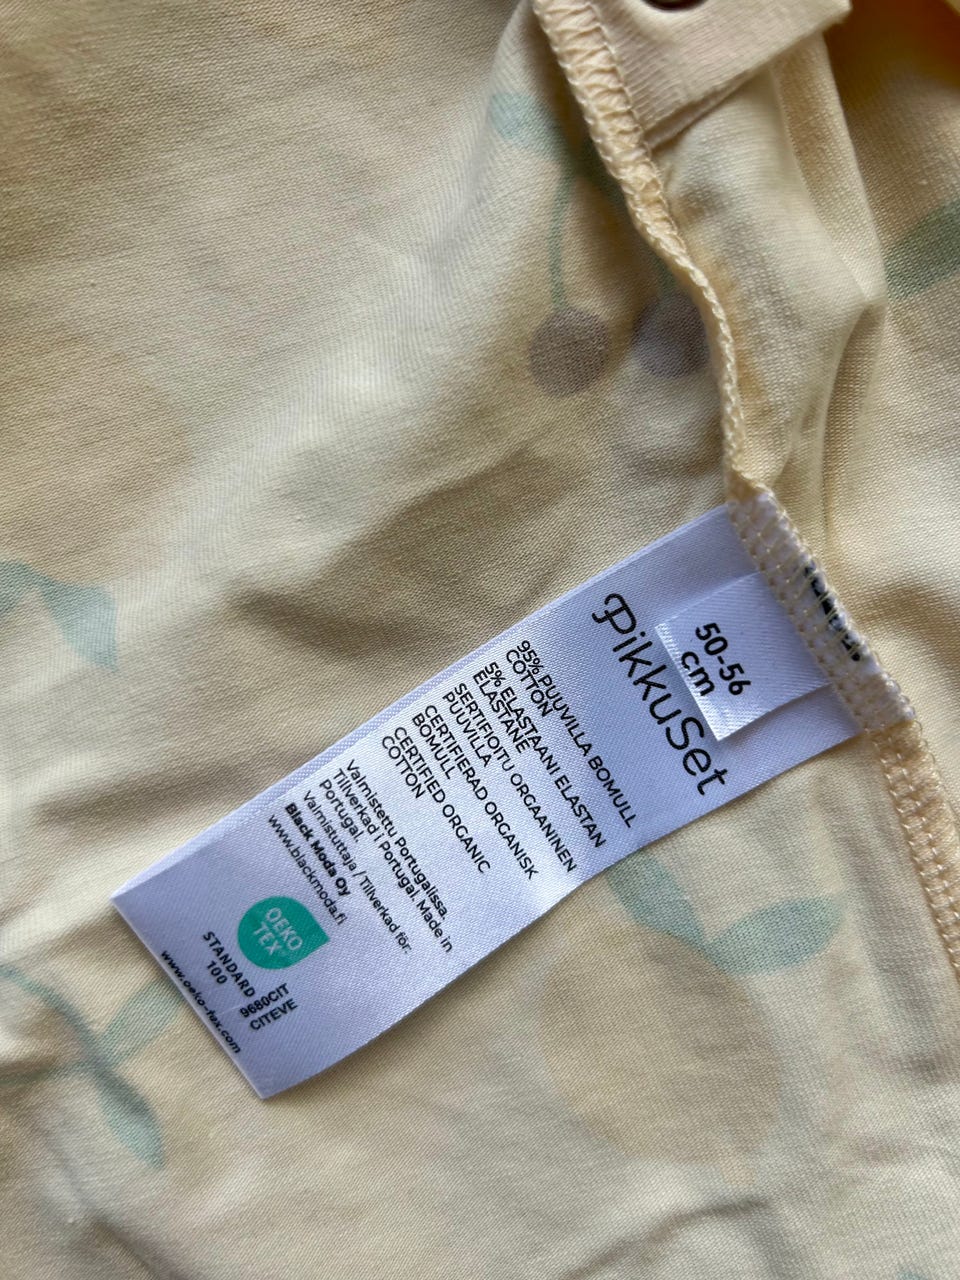 50-56
cm
PikkuSet
95% PUUVILLA BOMULL
COTTON
5% ELASTAANI ELASTAN
ELASTANE
SERTIFIOITU ORGAANINEN
PUUVILLA
CERTIFIERAD ORGANISK
BOMULL
CERTIFIED ORGANIC
COTTON
Valmistettu Portugalissa.
Tillverkad i Portugal. Made in
Portugal.
Valmistuttaja / Tillverkad för:
Black Moda Oy
www.blackmoda.fi
OEKO
TEX®
STANDARD
100
9680CIT
CITEVE
www.oeko-tex.com